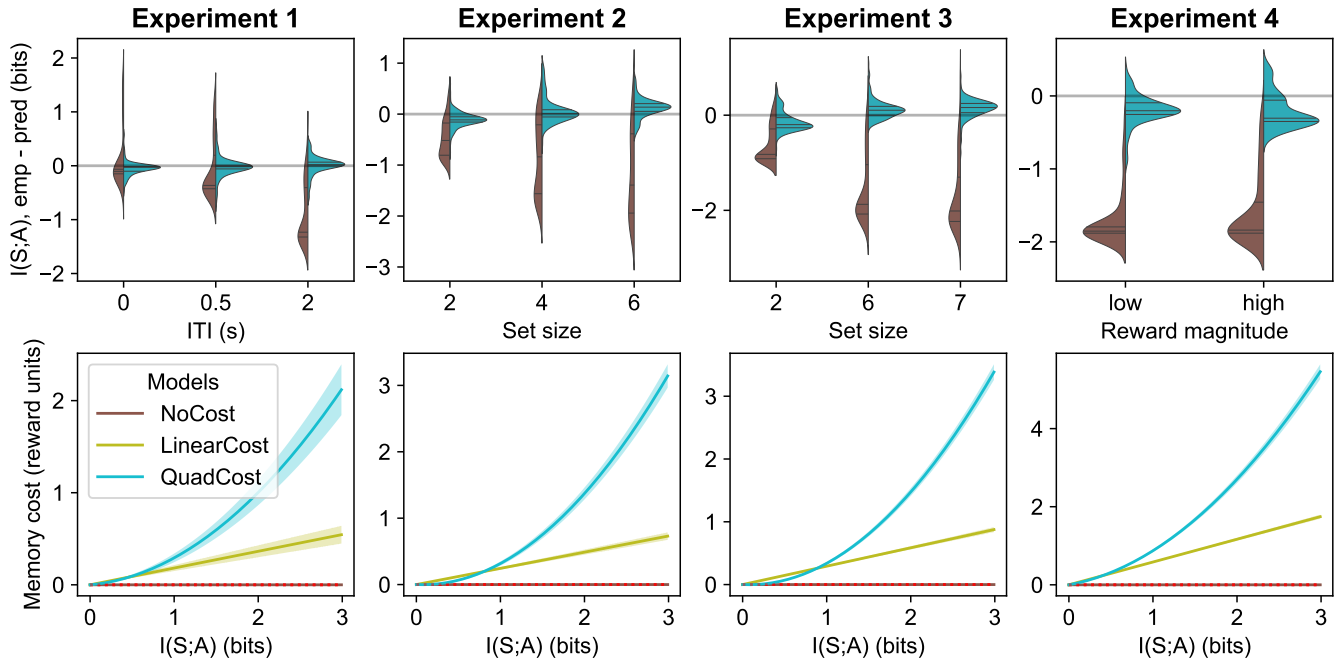 Experiment 1
Experiment 2
Experiment 3
Experiment 4
I(S;A), emp - pred (bits)
2
1
0
−1
−2
0 0.5 2
ITI (s)
1
0
−1
−2
−3
2 4 6
Set size
0
−2
2 6 7
Set size
0
−1
−2
low high
Reward magnitude
Memory cost (reward units)
2
1
0
Models
NoCost
LinearCost
QuadCost
0 1 2 3
I(S;A) (bits)
3
2
1
0
0 1 2 3
I(S;A) (bits)
3
2
1
0
0 1 2 3
I(S;A) (bits)
4
2
0
0 1 2 3
I(S;A) (bits)